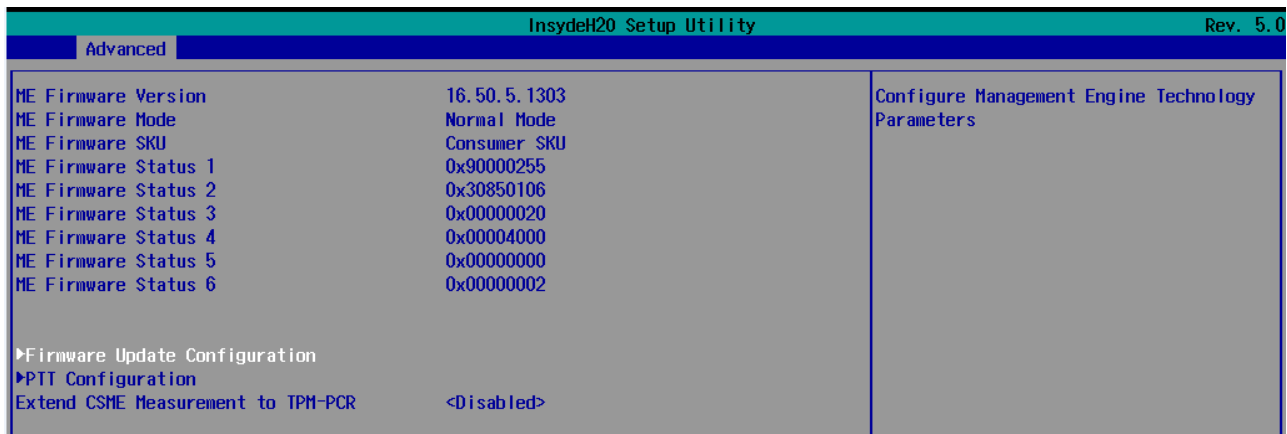 InsydeH20 Setup Utility Rev. 5.0
Advanced
ME Firmware Version 16.50.5.1303
ME Firmware Mode Normal Mode
ME Firmware SKU Consumer SKU
ME Firmware Status 1 0x90000255
ME Firmware Status 2 0x30850106
ME Firmware Status 3 0x00000020
ME Firmware Status 4 0x00004000
ME Firmware Status 5 0x00000000
ME Firmware Status 6 0x00000002
►Firmware Update Configuration
►PTT Configuration
Extend CSME Measurement to TPM-PCR <Disabled>
Configure Management Engine Technology
Parameters